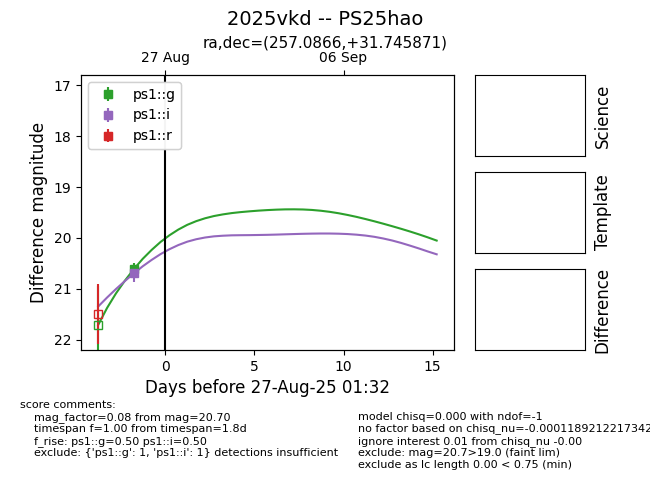 2025vkd -- PS25hao
ra,dec=(257.0866,+31.745871)
27 Aug
06 Sep
17
18
19
20
21
22
Difference magnitude
ps1::g
ps1::i
ps1::r
0
5
10
15
Days before 27-Aug-25 01:32
Science
Template
Difference
score comments:
mag_factor=0.08 from mag=20.70
timespan f=1.00 from timespan=1.8d
f_rise: ps1::g=0.50 ps1::i=0.50
exclude: {'ps1::g': 1, 'ps1::i': 1} detections insufficient
model chisq=0.000 with ndof=-1
no factor based on chisq_nu=-0.0001189212217342
ignore interest 0.01 from chisq_nu -0.00
exclude: mag=20.7>19.0 (faint lim)
exclude as lc length 0.00 < 0.75 (min)